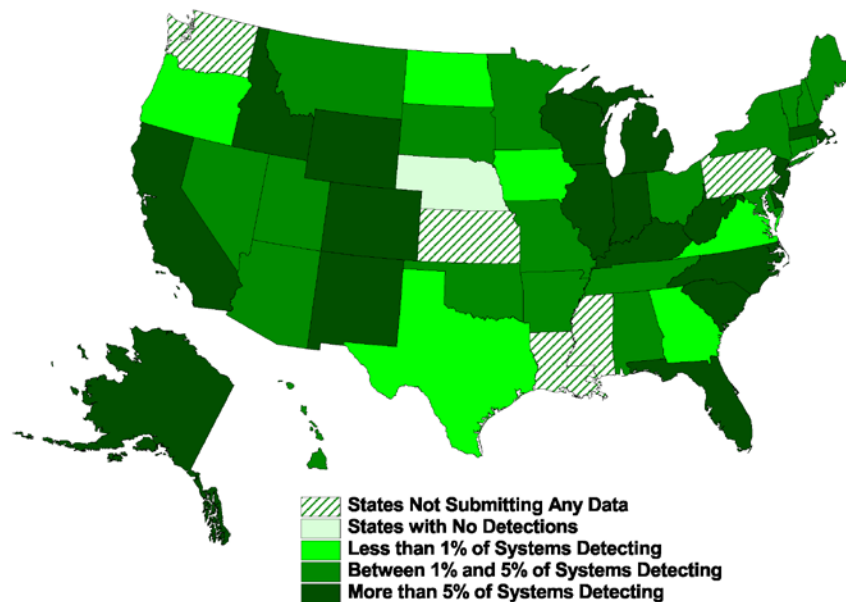 States Not Submitting Any Data
States with No Detections
Less than 1% of Systems Detecting
Between 1% and 5% of Systems Detecting
More than 5% of Systems Detecting